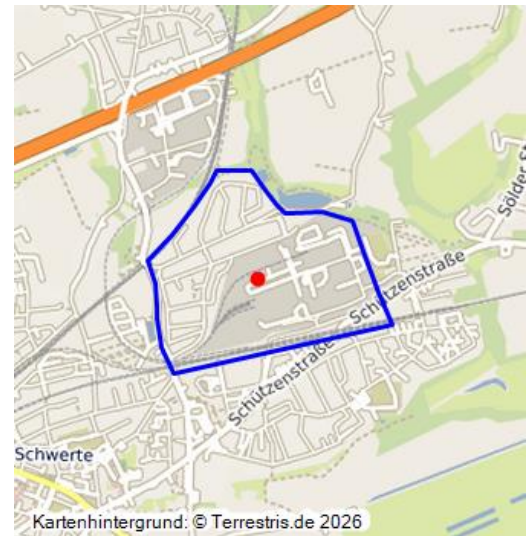 Sölder St
Schützenstraße
Schützenstraße
Schwerte
Kartenhintergrund: © Terrestris.de 2026